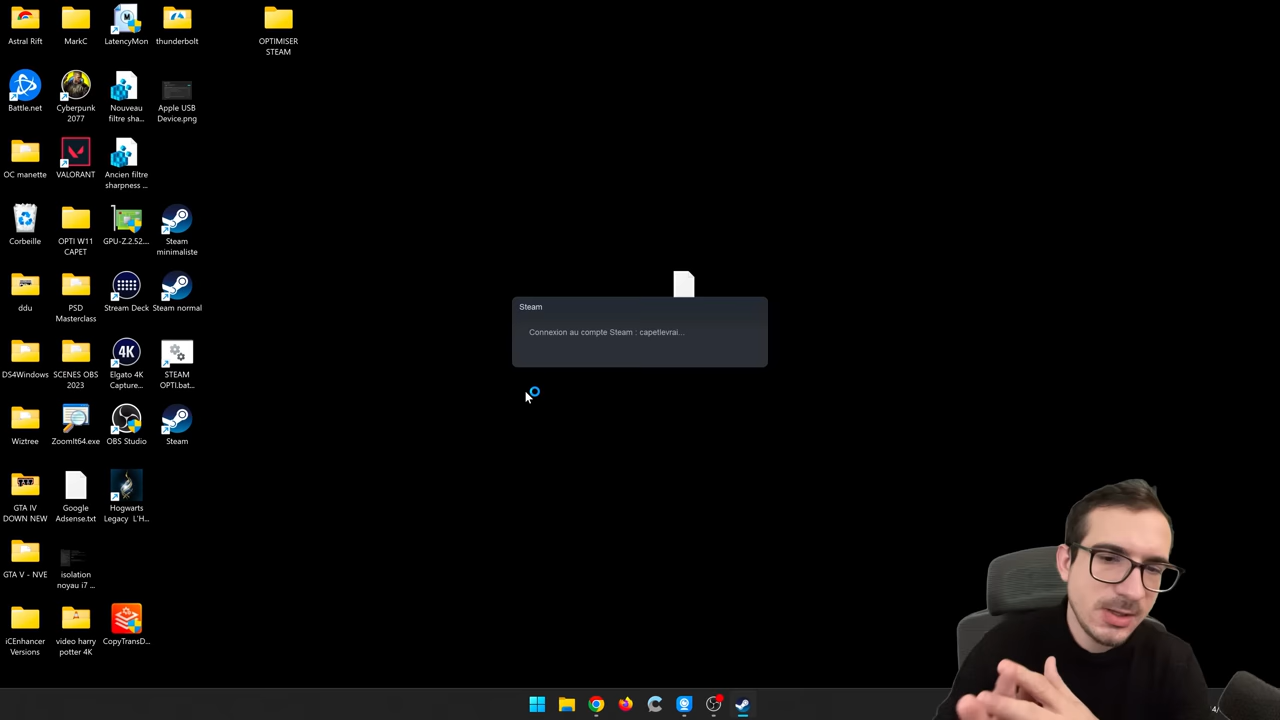 Astral Rift
MarkC
LatencyMon
thunderbolt
OPTIMISER
STEAM
Battle.net
Cyberpunk
2077
Nouveau
filtre sha...
Apple USB
Device.png
OC manette
VALORANT
Ancien filtre
sharpness ...
Corbeille
OPTI W11
CAPET
GPU-Z.2.52....
Steam
minimaliste
Steam
Connexion au compte Steam : capetlevrai...
ddu
PSD
Masterclass
Stream Deck
Steam normal
DS4Windows
SCENES OBS
2023
4K
Elgato 4K
Capture...
STEAM
OPTI.bat...
Wiztree
ZoomIt64.exe
OBS Studio
Steam
GTA IV
DOWN NEW
Google
Adsense.txt
Hogwarts
Legacy L'H...
GTA V - NVE
isolation
noyau i7 ...
iCEnhancer
Versions
video harry
potter 4K
CopyTransD...